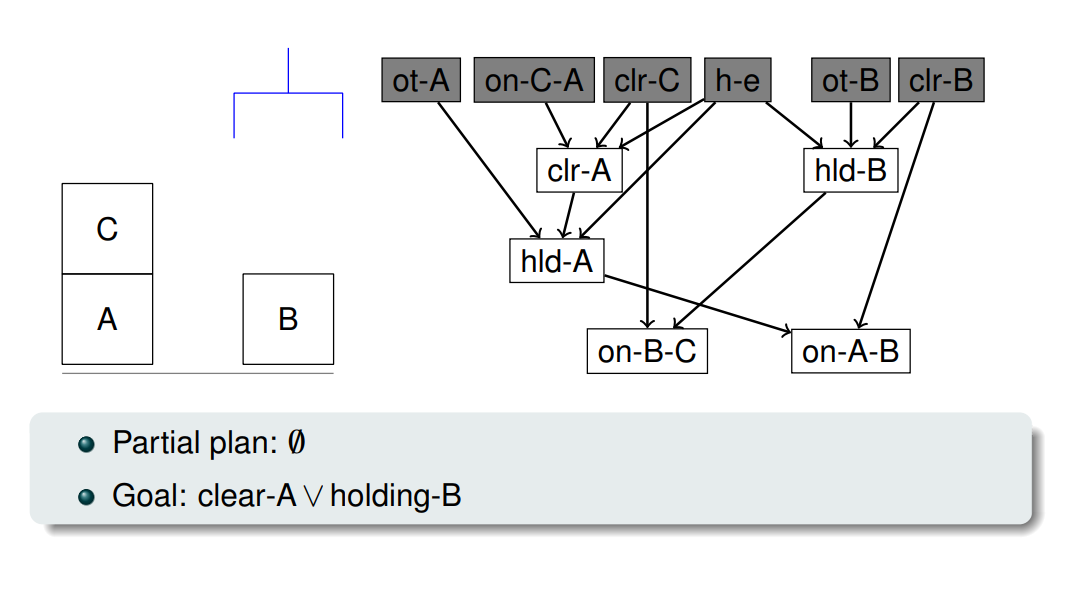 ot-A on-C-A clr-C h-e ot-B clr-B
clr-A hld-B
C
hld-A
A B
on-B-C on-A-B
Partial plan: ∅
Goal: clear-A ∨ holding-B